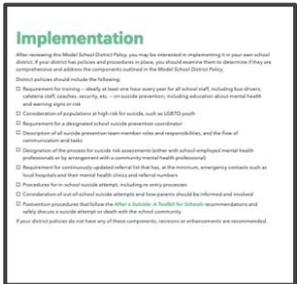 Implementation
After reviewing this Model School District Policy, you may be interested in implementing it in your own school
district. If your district has policies and procedures in place, you should examine them to determine if they are
comprehensive and address the components outlined in the Model School District Policy.
District policies should include the following:
☐ Requirement for training – ideally at least one hour every year for all school staff, including bus drivers,
cafeteria staff, coaches, security, etc. – on suicide prevention, including education about mental health
and warning signs or risk
☐ Consideration of populations at high risk for suicide, such as LGBTQ youth
☐ Requirement for a designated school suicide prevention coordinator
☐ Description of all suicide prevention team member roles and responsibilities, and the flow of
communication and tasks
☐ Designation of the process for suicide risk assessments (either with school employed mental health
professionals or by arrangement with a community mental health professional)
☐ Requirement for continuously updated referral list that has, at the minimum, emergency contacts such as
local hospitals and their mental health clinics and referral numbers
☐ Procedures for in-school suicide attempt, including re-entry processes
☐ Consideration of out-of-school suicide attempts and how parents should be informed and involved
☐ Postvention procedures that follow the After a Suicide: A Toolkit for Schools recommendations and
safely discuss a suicide attempt or death with the school community
If your district policies do not have any of these components, revisions or enhancements are recommended.